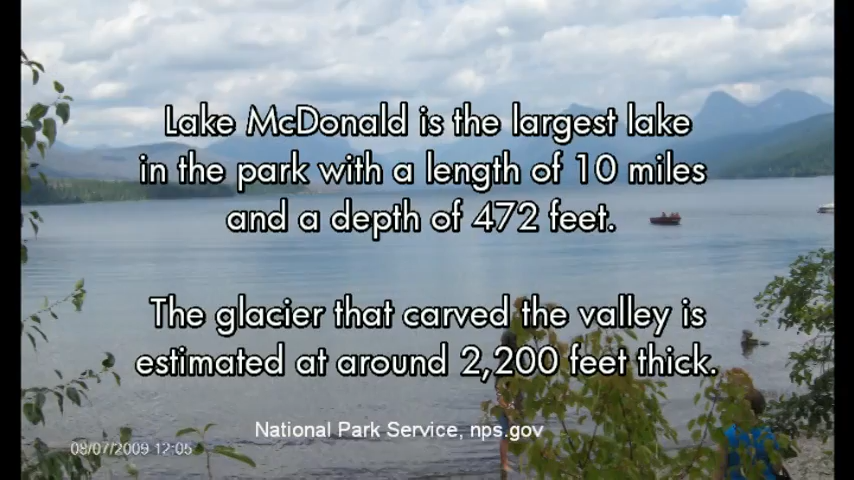 Lake McDonald is the largest lake
in the park with a length of 10 miles
and a depth of 472 feet.
The glacier that carved the valley is
estimated at around 2,200 feet thick.
National Park Service, nps.gov
08/07/2009 12:05